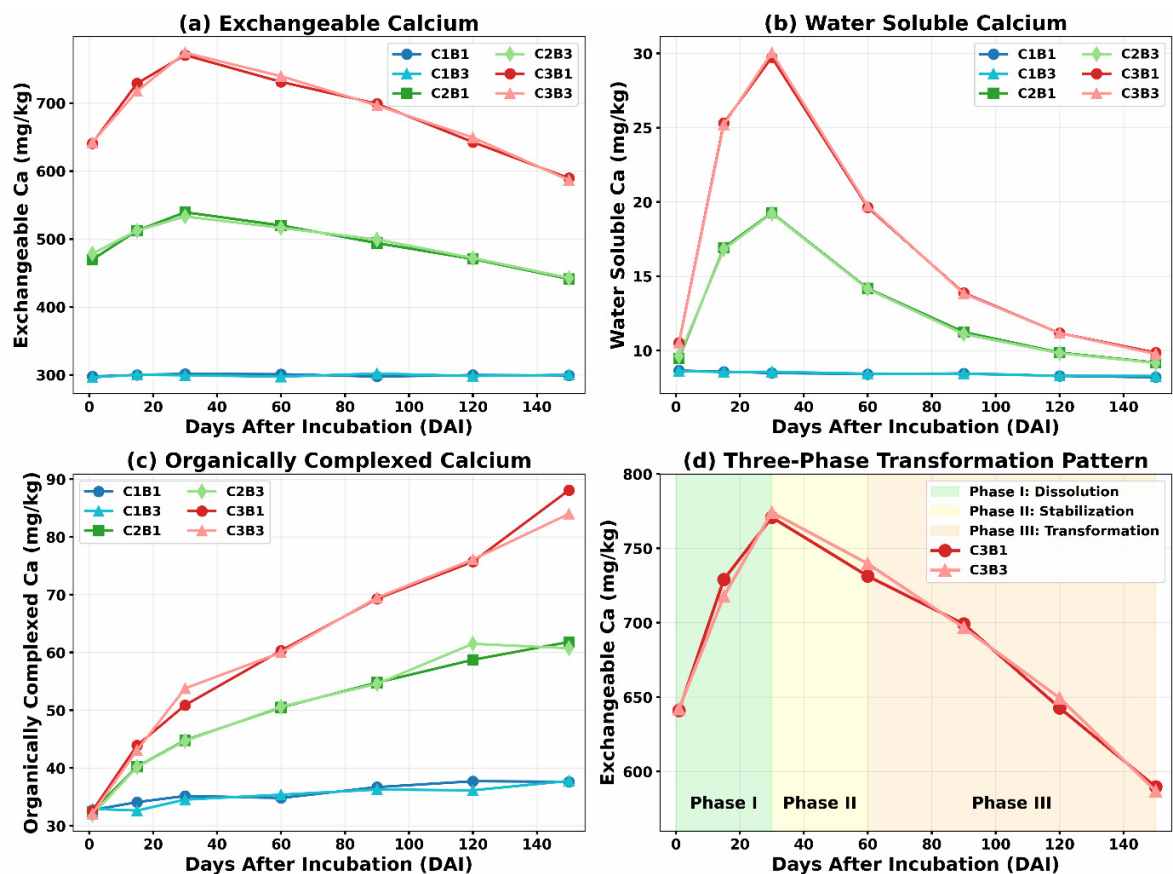 (a) Exchangeable Calcium
Exchangeable Ca (mg/kg)
700
600
500
400
300
C1B1 C2B3
C1B3 C3B1
C2B1 C3B3
0 20 40 60 80 100 120 140
Days After Incubation (DAI)
(b) Water Soluble Calcium
Water Soluble Ca (mg/kg)
30
25
20
15
10
C1B1 C2B3
C1B3 C3B1
C2B1 C3B3
0 20 40 60 80 100 120 140
Days After Incubation (DAI)
(c) Organically Complexed Calcium
Organically Complexed Ca (mg/kg)
90
80
70
60
50
40
30
C1B1 C2B3
C1B3 C3B1
C2B1 C3B3
0 20 40 60 80 100 120 140
Days After Incubation (DAI)
(d) Three-Phase Transformation Pattern
Exchangeable Ca (mg/kg)
800
750
700
650
600
Phase I: Dissolution
Phase II: Stabilization
Phase III: Transformation
C3B1
C3B3
Phase I Phase II Phase III
0 20 40 60 80 100 120 140
Days After Incubation (DAI)